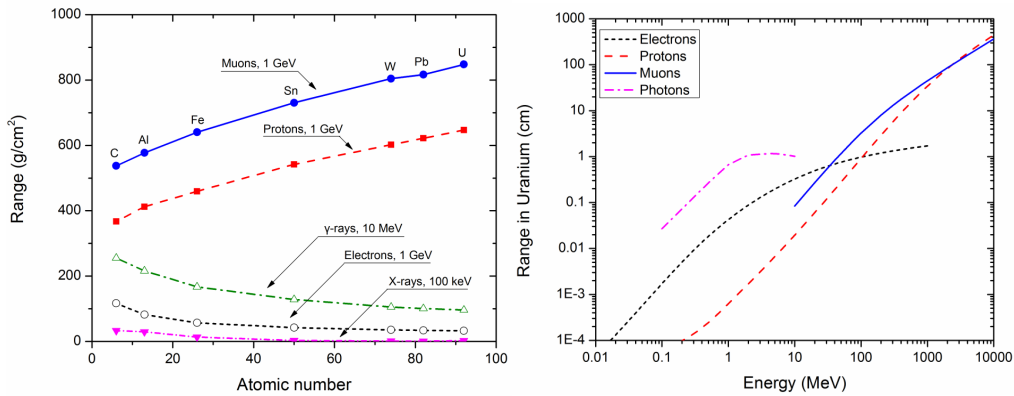 1000
800
600
400
200
0
Range (g/cm²)
0 20 40 60 80 100
Atomic number
C
Al
Fe
Sn
W
Pb
U
Muons, 1 GeV
Protons, 1 GeV
γ-rays, 10 MeV
Electrons, 1 GeV
X-rays, 100 keV
1000
100
10
1
0.1
0.01
1E-3
1E-4
Range in Uranium (cm)
0.01 0.1 1 10 100 1000 10000
Energy (MeV)
Electrons
Protons
Muons
Photons